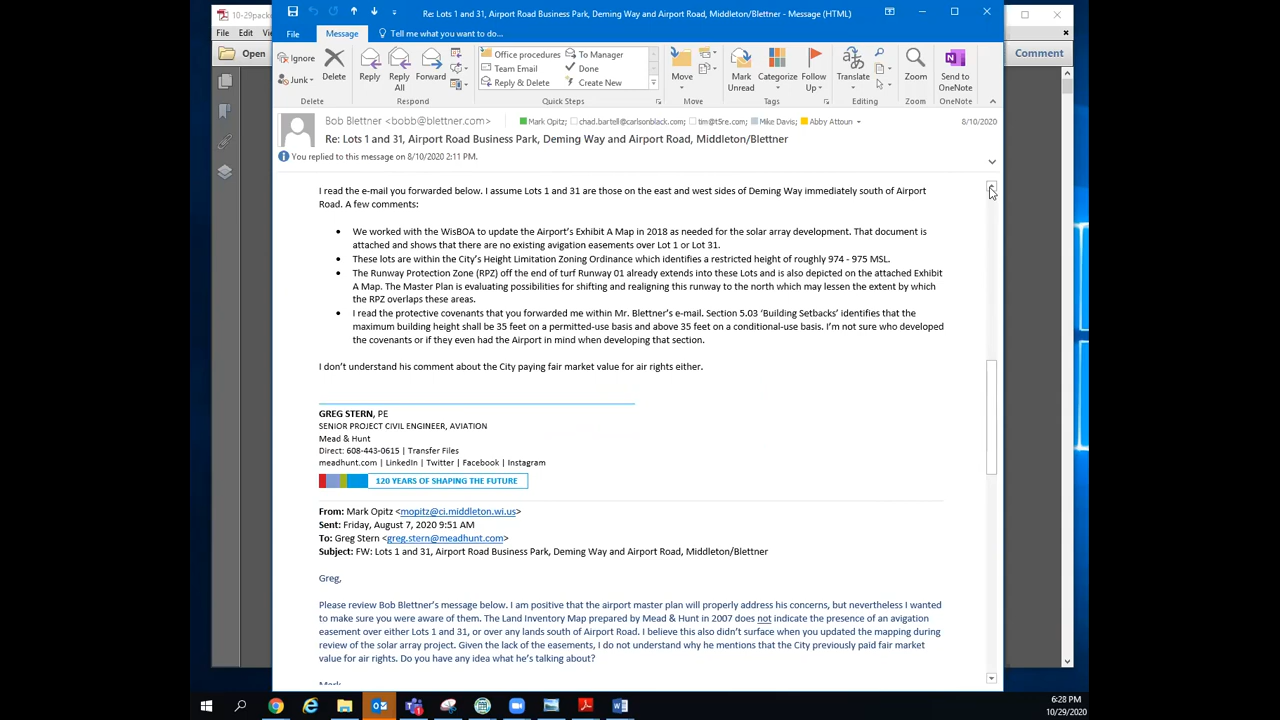 10-29pack
Re: Lots 1 and 31, Airport Road Business Park, Deming Way and Airport Road, Middleton/Blettner - Message (HTML)
File Edit Vi
File Message Tell me what you want to do...
Open
Comment
Ignore
Junk
Delete
Reply
Reply All
Forward
Office procedures
To Manager
Team Email
Done
Reply & Delete
Create New
Move
Mark Unread
Categorize
Follow Up
Translate
Zoom
Send to OneNote
Delete Respond Quick Steps Move Tags Editing Zoom OneNote
Bob Blettner <bobb@blettner.com> Mark Opitz; chad.bartell@carlsonblack.com; tim@t5re.com; Mike Davis; Abby Attoun 8/10/2020
Re: Lots 1 and 31, Airport Road Business Park, Deming Way and Airport Road, Middleton/Blettner
You replied to this message on 8/10/2020 2:11 PM.
I read the e-mail you forwarded below. I assume Lots 1 and 31 are those on the east and west sides of Deming Way immediately south of Airport
Road. A few comments:
• We worked with the WisBOA to update the Airport's Exhibit A Map in 2018 as needed for the solar array development. That document is
attached and shows that there are no existing avigation easements over Lot 1 or Lot 31.
• These lots are within the City's Height Limitation Zoning Ordinance which identifies a restricted height of roughly 974 - 975 MSL.
• The Runway Protection Zone (RPZ) off the end of turf Runway 01 already extends into these Lots and is also depicted on the attached Exhibit
A Map. The Master Plan is evaluating possibilities for shifting and realigning this runway to the north which may lessen the extent by which
the RPZ overlaps these areas.
• I read the protective covenants that you forwarded me within Mr. Blettner's e-mail. Section 5.03 'Building Setbacks' identifies that the
maximum building height shall be 35 feet on a permitted-use basis and above 35 feet on a conditional-use basis. I'm not sure who developed
the covenants or if they even had the Airport in mind when developing that section.
I don't understand his comment about the City paying fair market value for air rights either.
GREG STERN, PE
SENIOR PROJECT CIVIL ENGINEER, AVIATION
Mead & Hunt
Direct: 608-443-0615 | Transfer Files
meadhunt.com | LinkedIn | Twitter | Facebook | Instagram
120 YEARS OF SHAPING THE FUTURE
From: Mark Opitz <mopitz@ci.middleton.wi.us>
Sent: Friday, August 7, 2020 9:51 AM
To: Greg Stern <greg.stern@meadhunt.com>
Subject: FW: Lots 1 and 31, Airport Road Business Park, Deming Way and Airport Road, Middleton/Blettner
Greg,
Please review Bob Blettner's message below. I am positive that the airport master plan will properly address his concerns, but nevertheless I wanted
to make sure you were aware of them. The Land Inventory Map prepared by Mead & Hunt in 2007 does not indicate the presence of an avigation
easement over either Lots 1 and 31, or over any lands south of Airport Road. I believe this also didn't surface when you updated the mapping during
review of the solar array project. Given the lack of the easements, I do not understand why he mentions that the City previously paid fair market
value for air rights. Do you have any idea what he's talking about?
Mark
6:28 PM
10/29/2020